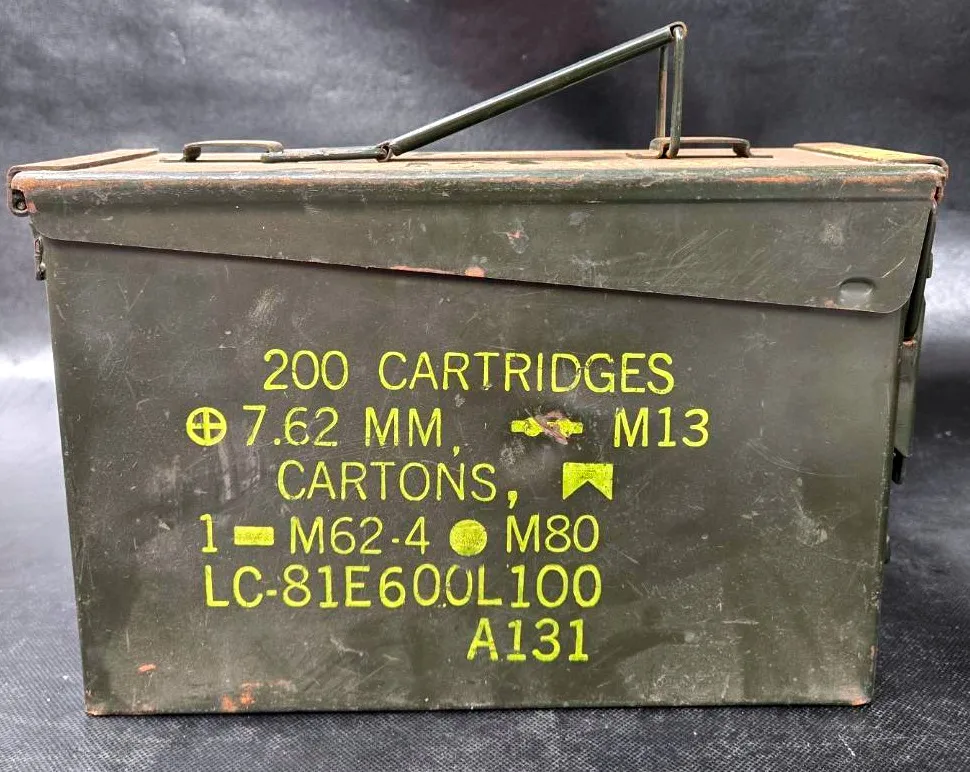 200 CARTRIDGES
7.62 MM, M13
CARTONS,
1 M62-4 M80
LC-81E600L100
A131